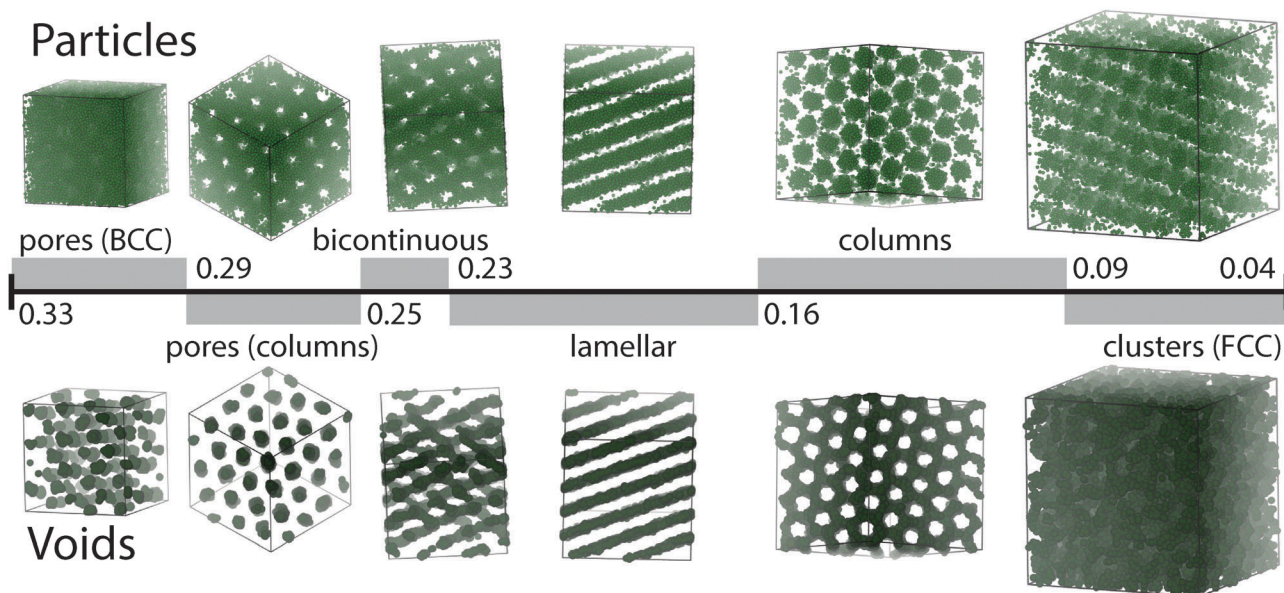 Particles
pores (BCC)
bicontinuous
columns
0.29
0.23
0.09
0.04
0.33
0.25
0.16
pores (columns)
lamellar
clusters (FCC)
Voids